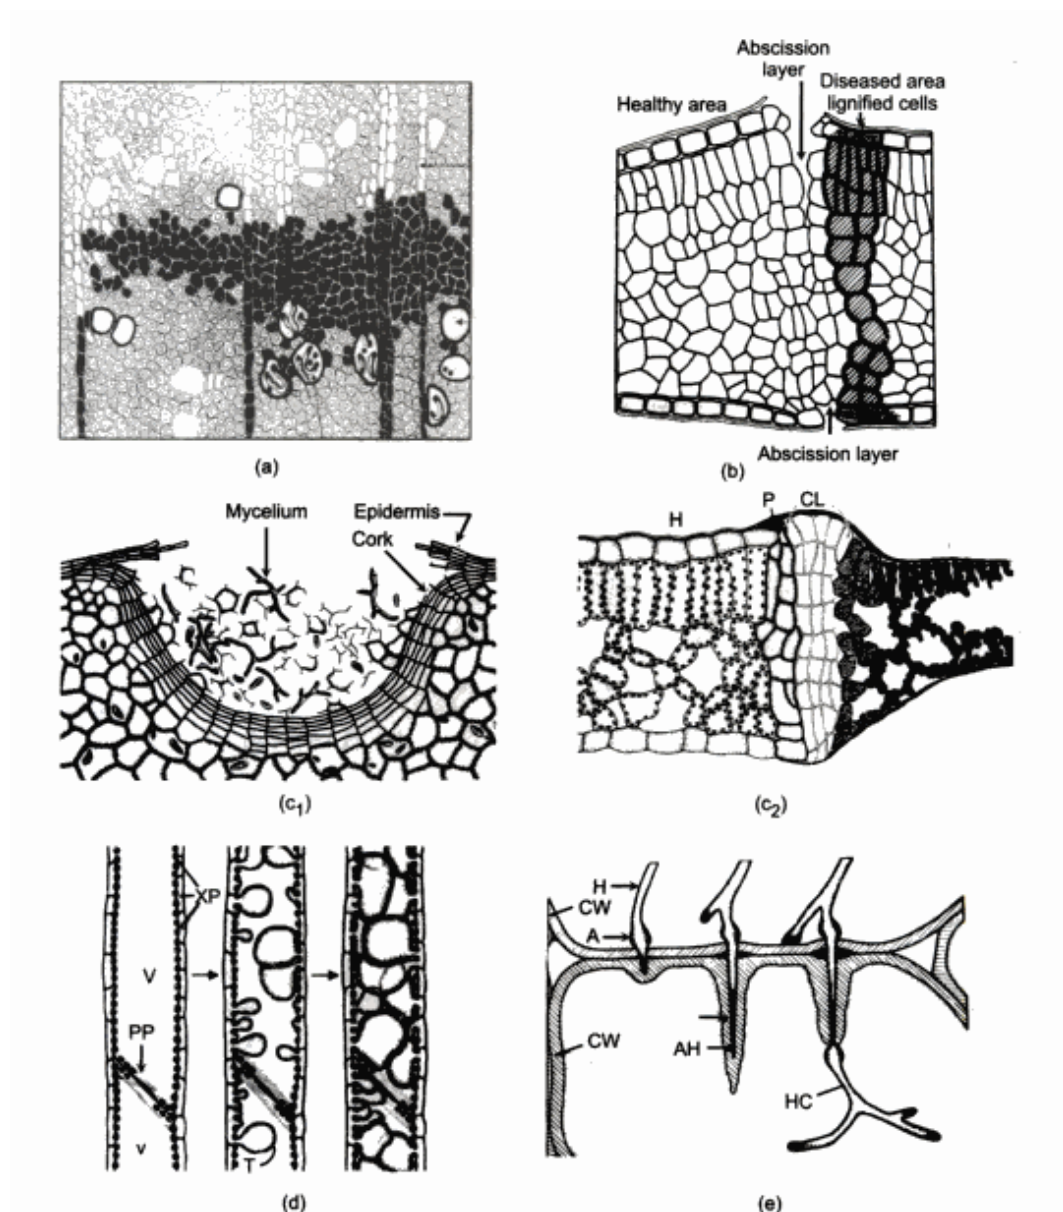 Abscission
layer
Diseased area
lignified cells
Healthy area
Abscission layer
(a)
(b)
Mycelium
Epidermis
Cork
P CL
H
(c1)
(c2)
XP
V
PP
v
T
H
CW
A
CW
AH
HC
(d)
(e)